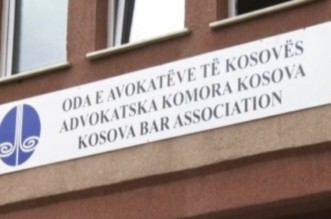 ODA E AVOKATËVE TË KOSOVËS
ADVOKATSKA KOMORA KOSOVA
KOSOVA BAR ASSOCIATION